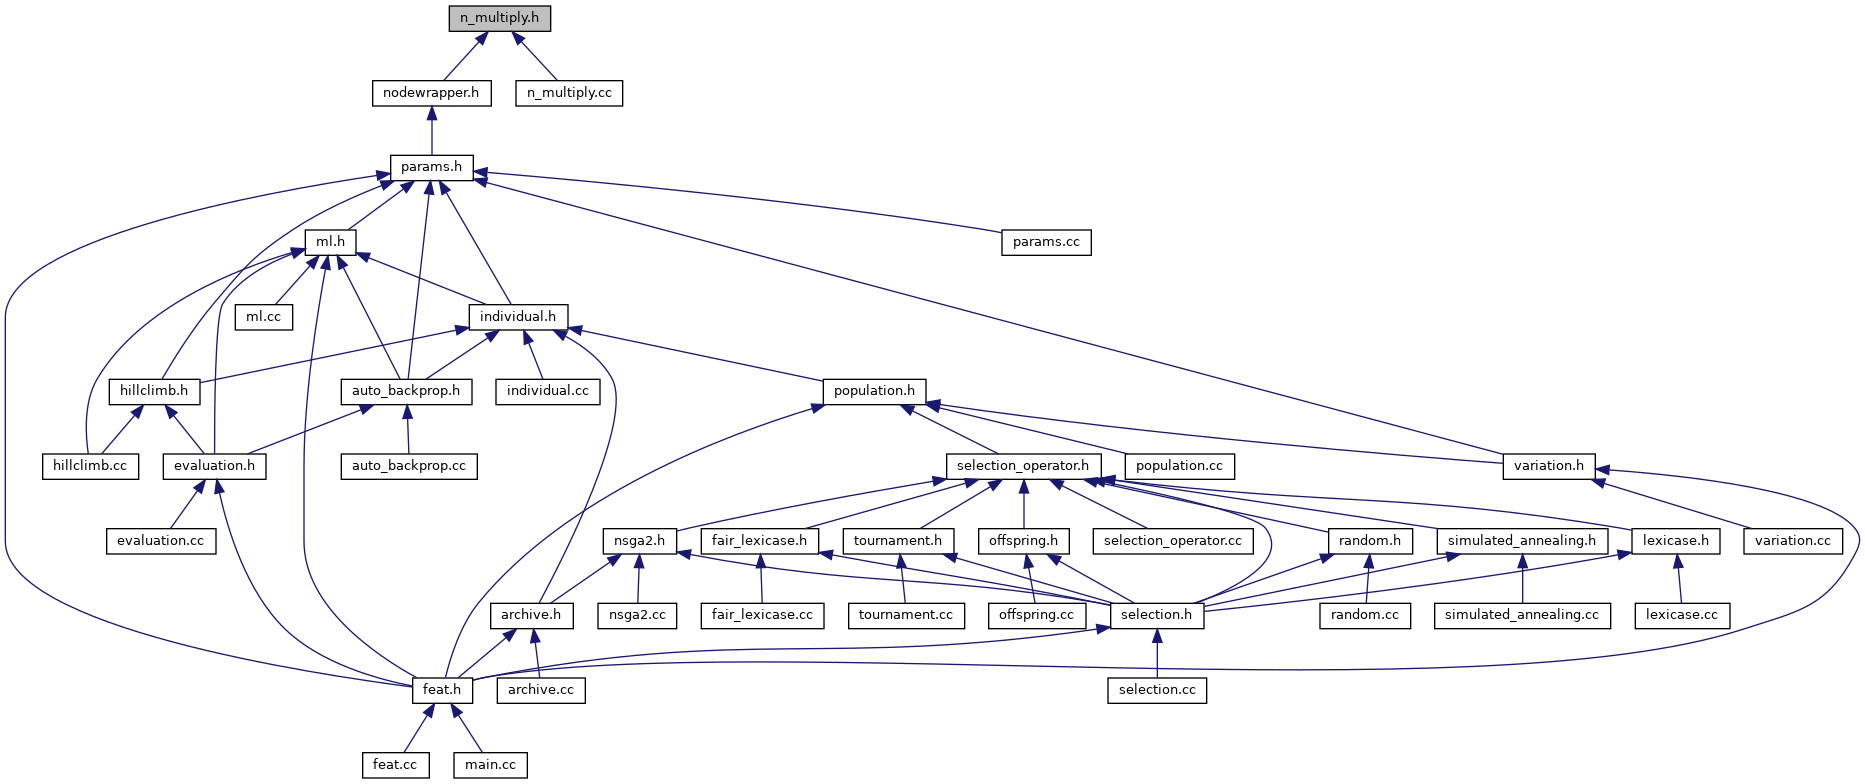 n_multiply.h
nodewrapper.h
n_multiply.cc
params.h
ml.h
params.cc
ml.cc
individual.h
hillclimb.h
auto_backprop.h
individual.cc
population.h
hillclimb.cc
evaluation.h
auto_backprop.cc
selection_operator.h
population.cc
variation.h
evaluation.cc
nsga2.h
fair_lexicase.h
tournament.h
offspring.h
selection_operator.cc
random.h
simulated_annealing.h
lexicase.h
variation.cc
archive.h
nsga2.cc
fair_lexicase.cc
tournament.cc
offspring.cc
selection.h
random.cc
simulated_annealing.cc
lexicase.cc
feat.h
archive.cc
selection.cc
feat.cc
main.cc